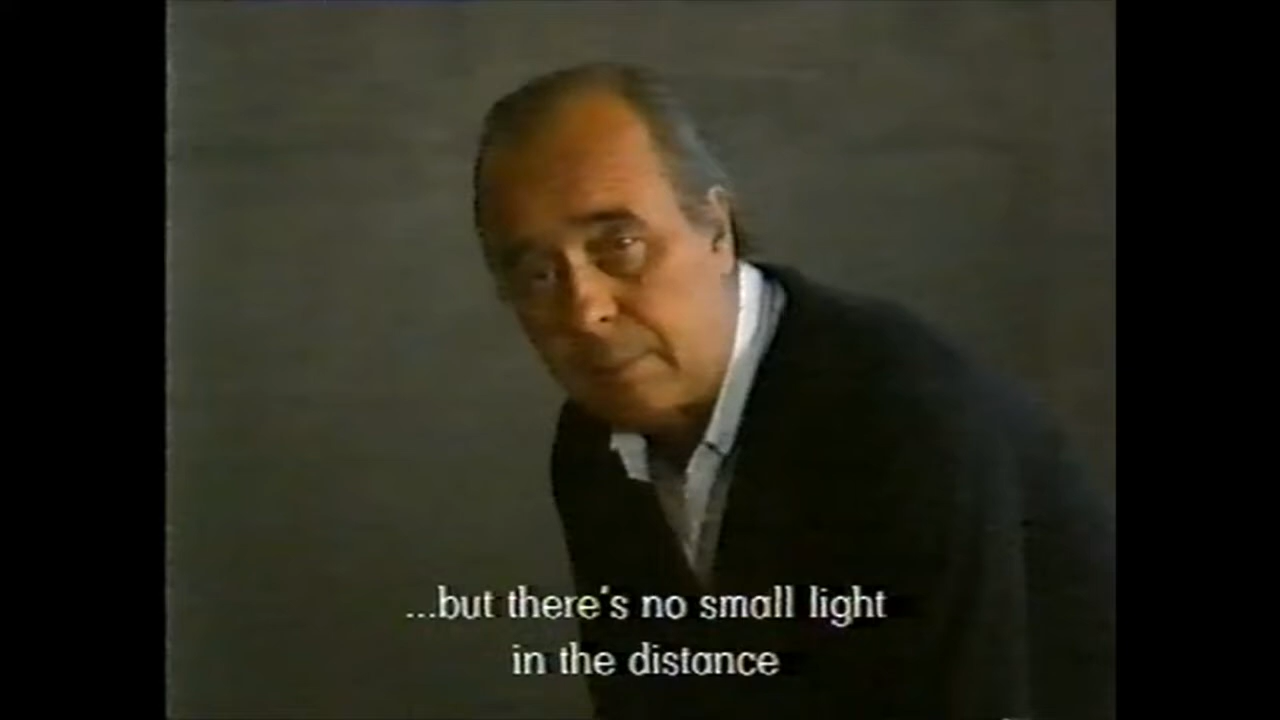 ...but there's no small light
in the distance